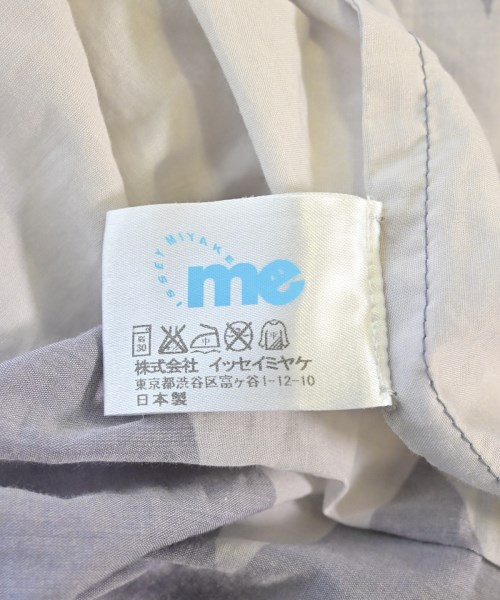 ISSEY MIYAKE
me
弱 30 中
株式会社 イッセイミヤケ
東京都渋谷区富ヶ谷1-12-10
日本製